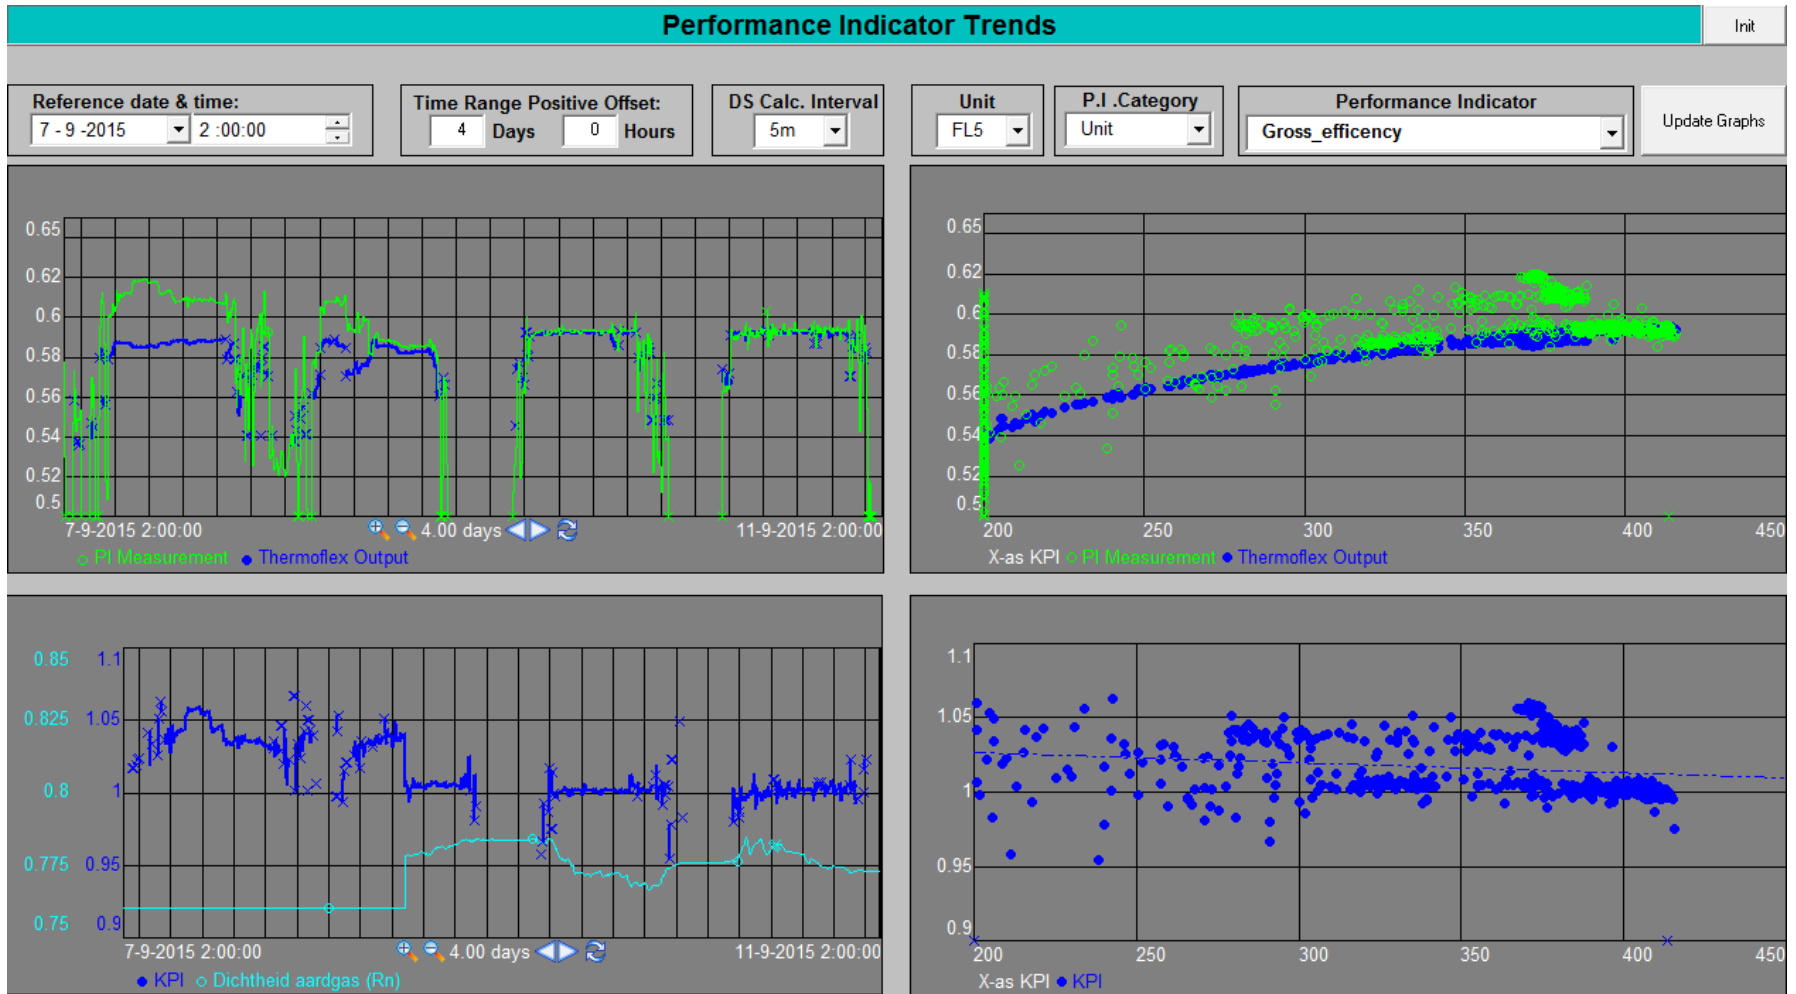 Performance Indicator Trends
Init
Reference date & time:
7 - 9 -2015
2 :00:00
Time Range Positive Offset:
4 Days 0 Hours
DS Calc. Interval
5m
Unit
FL5
P.I .Category
Unit
Performance Indicator
Gross_efficency
Update Graphs
0.65
0.62
0.6
0.58
0.56
0.54
0.52
0.5
7-9-2015 2:00:00
4.00 days
11-9-2015 2:00:00
PI Measurement
Thermoflex Output
0.65
0.62
0.6
0.58
0.56
0.54
0.52
0.5
200 250 300 350 400 450
X-as KPI
PI Measurement
Thermoflex Output
0.85 1.1
0.825 1.05
0.8 1
0.775 0.95
0.75 0.9
7-9-2015 2:00:00
4.00 days
11-9-2015 2:00:00
KPI
Dichtheid aardgas (Rn)
1.1
1.05
1
0.95
0.9
200 250 300 350 400 450
X-as KPI
KPI